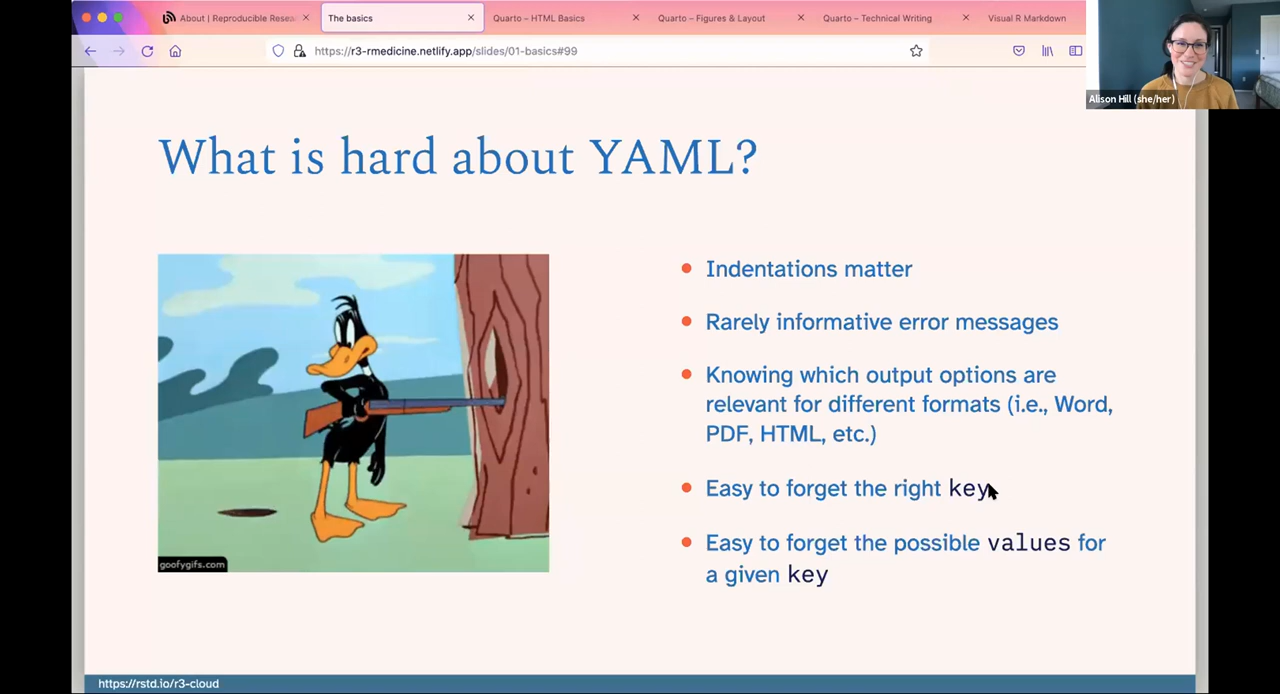 About | Reproducible Resea
The basics
Quarto – HTML Basics
Quarto – Figures & Layout
Quarto – Technical Writing
Visual R Markdown
https://r3-rmedicine.netlify.app/slides/01-basics#99
Alison Hill (she/her)
What is hard about YAML?
Indentations matter
Rarely informative error messages
Knowing which output options are
relevant for different formats (i.e., Word,
PDF, HTML, etc.)
Easy to forget the right key
Easy to forget the possible values for
a given key
goofygifs.com
https://rstd.io/r3-cloud